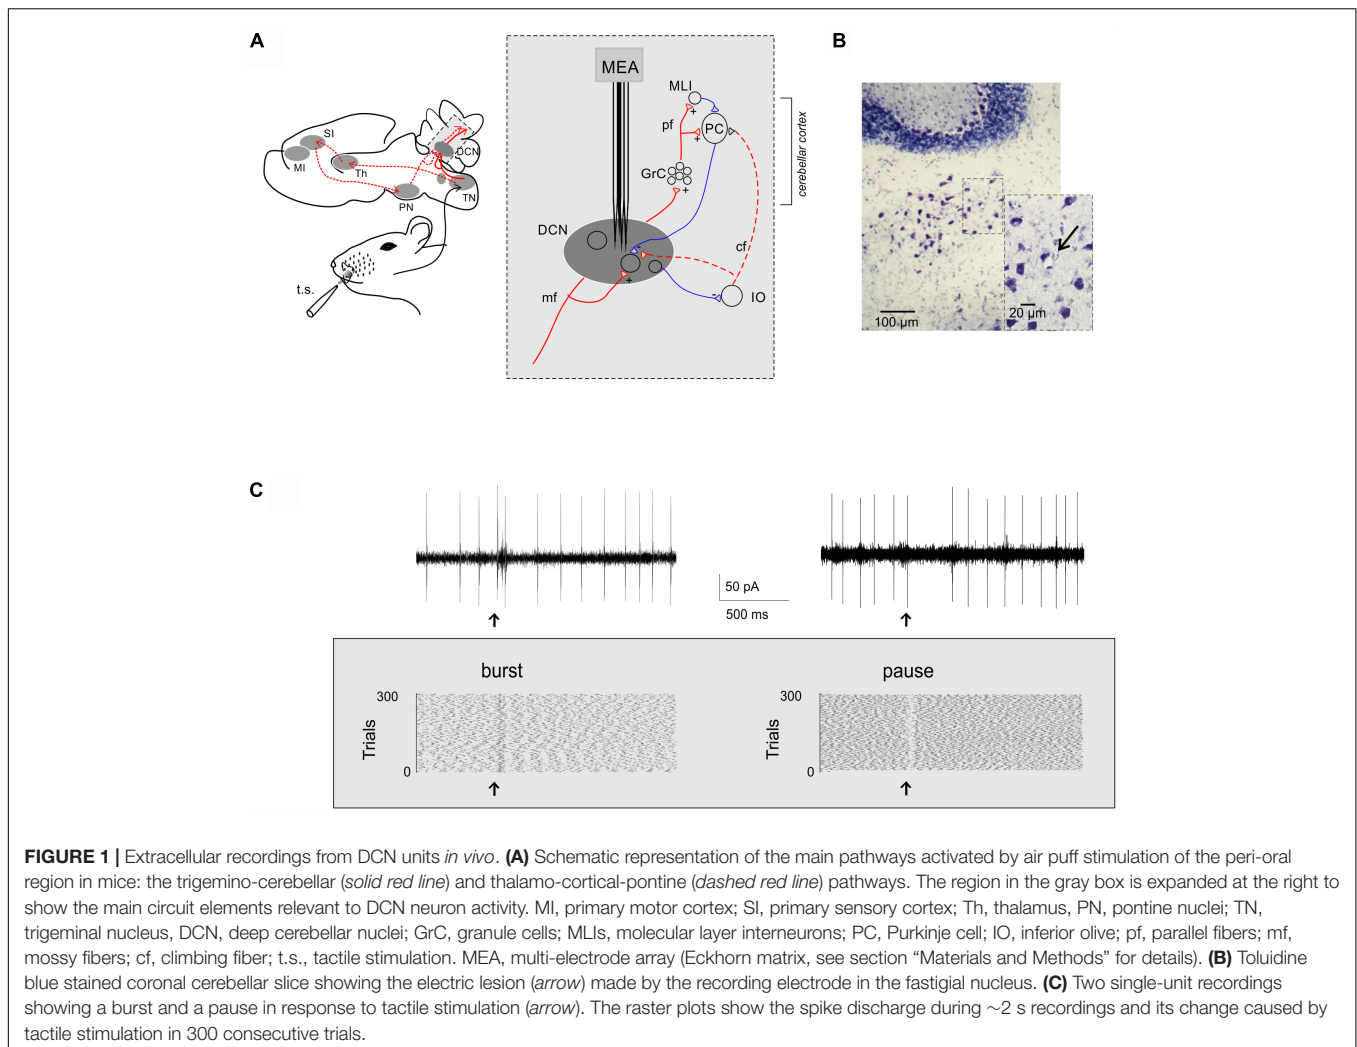 A
SI
MI
Th
DCN
PN
TN
t.s.
MEA
MLI
pf
PC
GrC
cerebellar cortex
DCN
cf
mf
IO
+
+
+
+
-
-
B
100 µm
20 µm
C
50 pA
500 ms
burst
pause
300
Trials
0
300
Trials
0
FIGURE 1 | Extracellular recordings from DCN units in vivo. (A) Schematic representation of the main pathways activated by air puff stimulation of the peri-oral
region in mice: the trigemino-cerebellar (solid red line) and thalamo-cortical-pontine (dashed red line) pathways. The region in the gray box is expanded at the right to
show the main circuit elements relevant to DCN neuron activity. MI, primary motor cortex; SI, primary sensory cortex; Th, thalamus, PN, pontine nuclei; TN,
trigeminal nucleus, DCN, deep cerebellar nuclei; GrC, granule cells; MLIs, molecular layer interneurons; PC, Purkinje cell; IO, inferior olive; pf, parallel fibers; mf,
mossy fibers; cf, climbing fiber; t.s., tactile stimulation. MEA, multi-electrode array (Eckhorn matrix, see section “Materials and Methods” for details). (B) Toluidine
blue stained coronal cerebellar slice showing the electric lesion (arrow) made by the recording electrode in the fastigial nucleus. (C) Two single-unit recordings
showing a burst and a pause in response to tactile stimulation (arrow). The raster plots show the spike discharge during ∼2 s recordings and its change caused by
tactile stimulation in 300 consecutive trials.